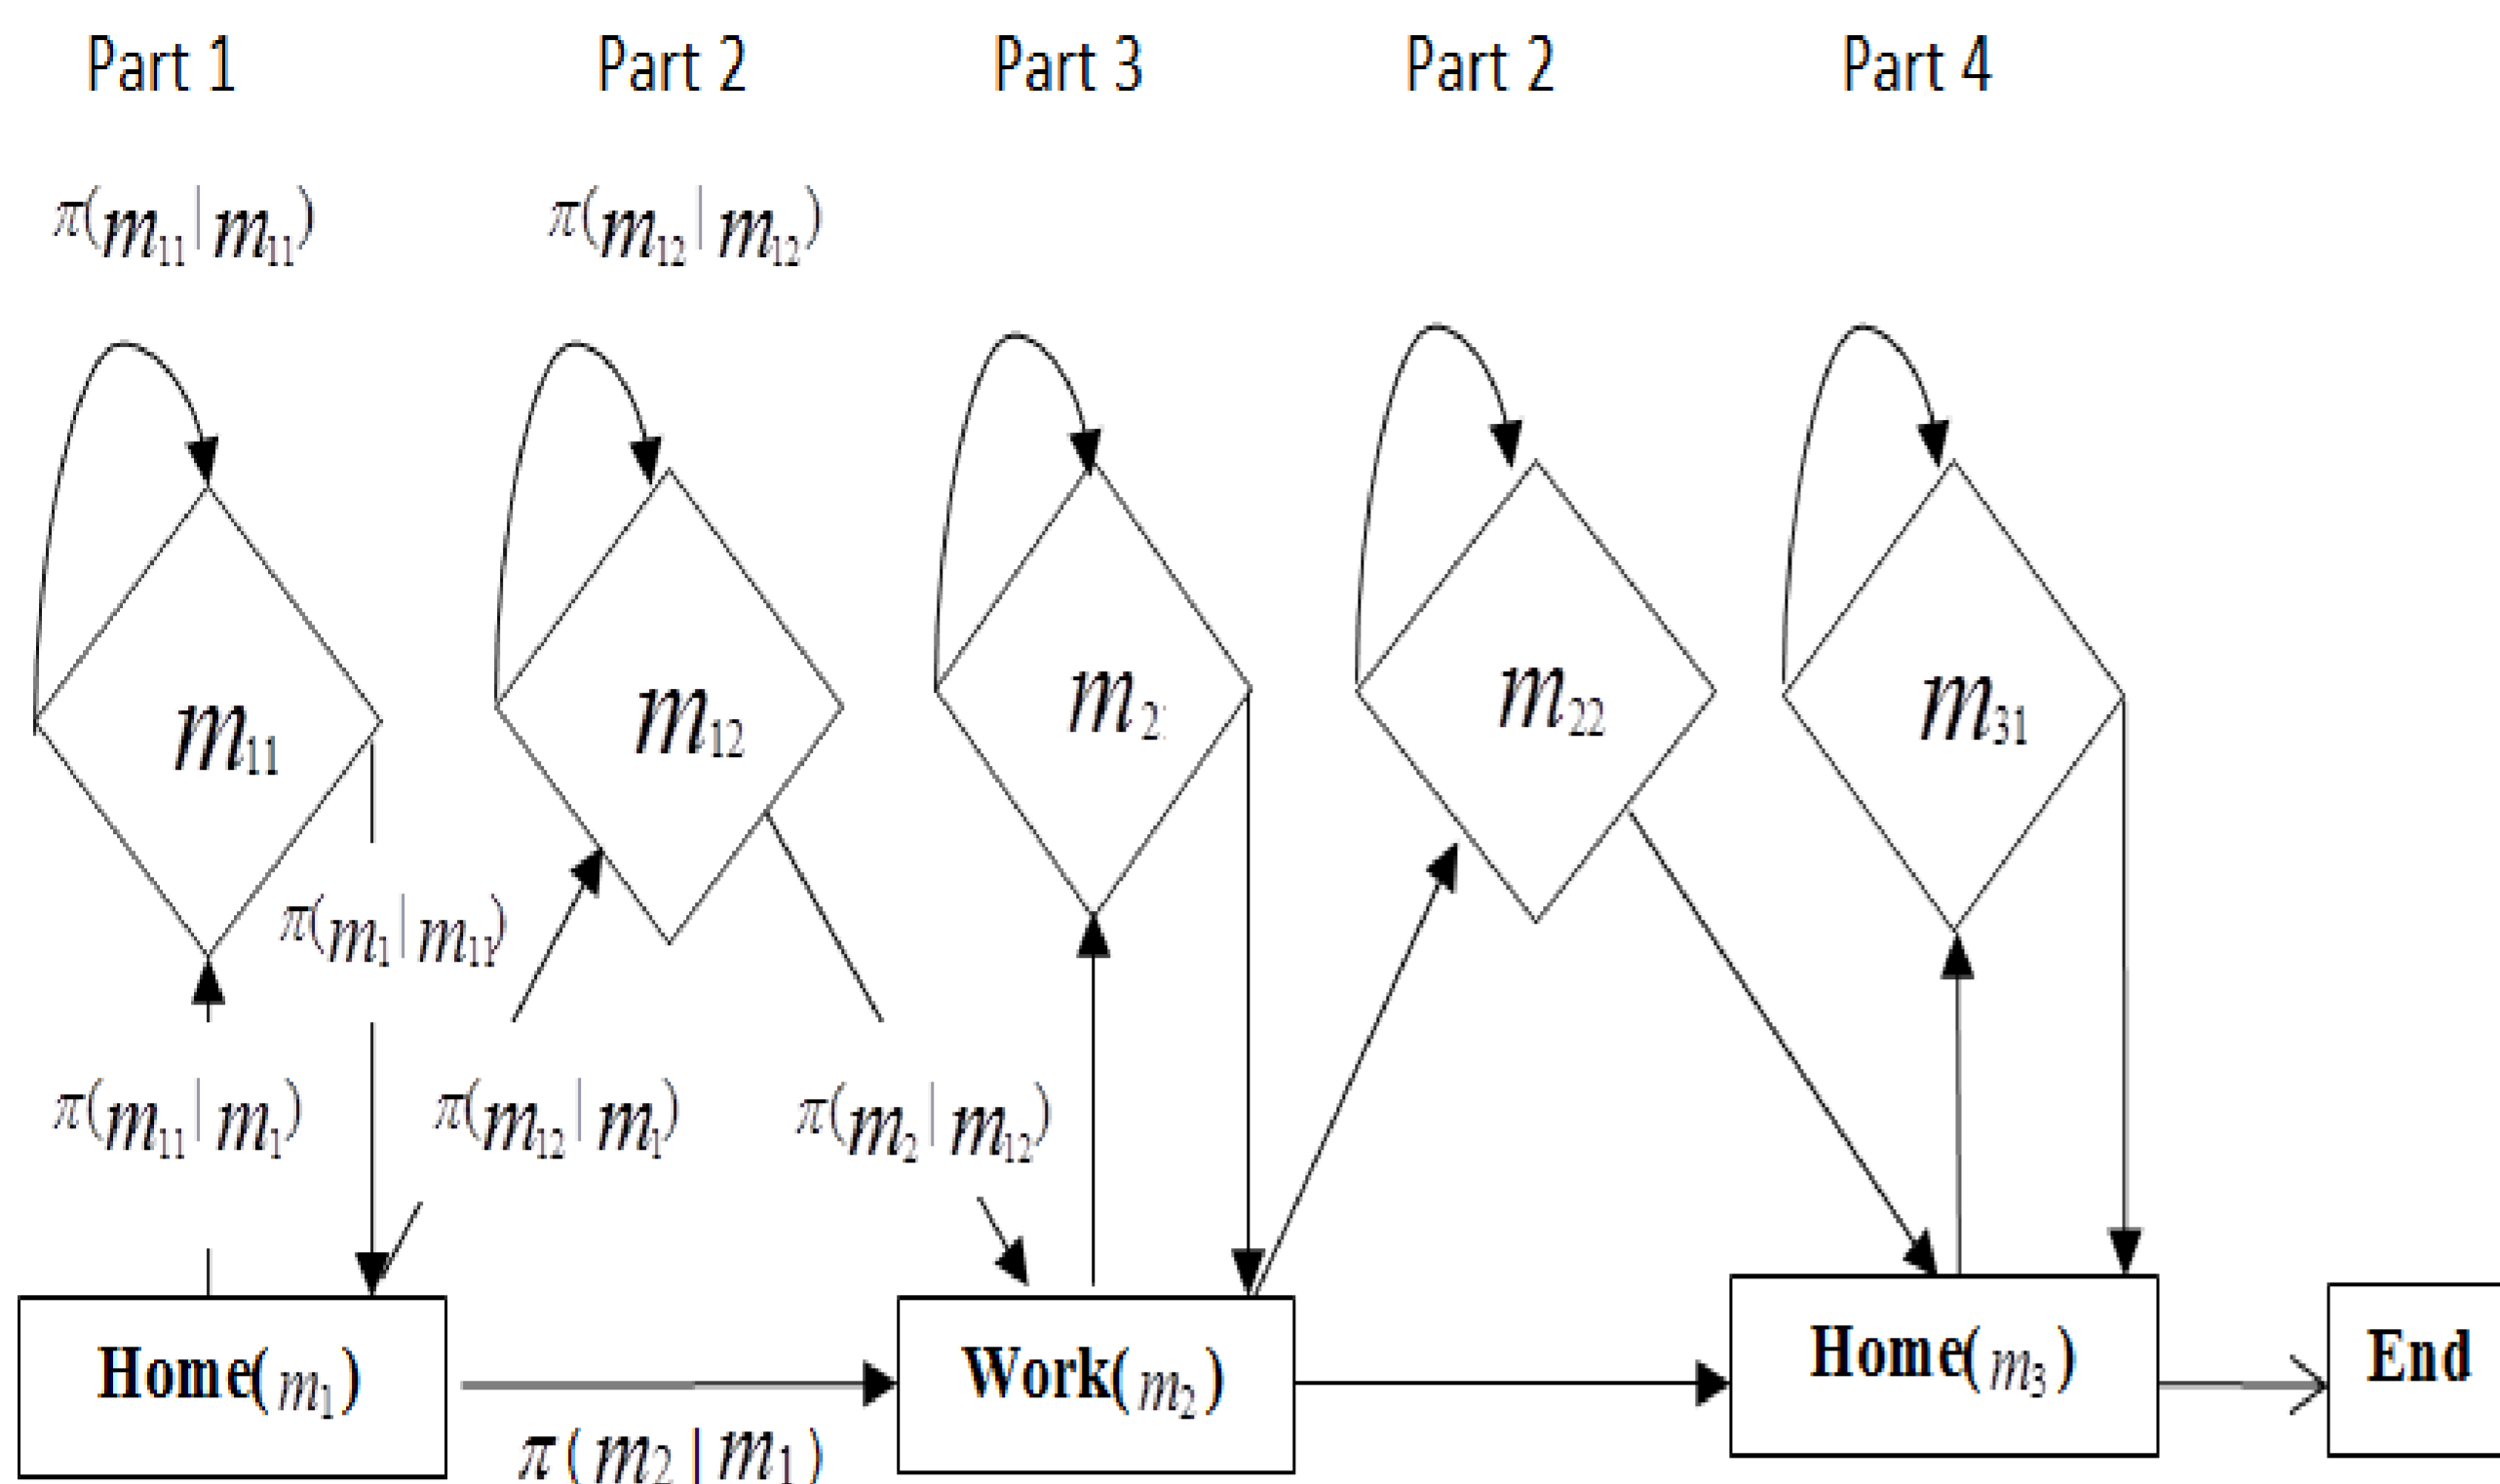 Part 1
Part 2
Part 3
Part 2
Part 4
π(m₁₁|m₁₁)
π(m₁₂|m₁₂)
m₁₁
m₁₂
m₂
m₂₂
m₃₁
π(m₁|m₁₁)
π(m₁₁|m₁)
π(m₁₂|m₁)
π(m₂|m₁₂)
Home(m₁)
Work(m₂)
Home(m₃)
End
π(m₂|m₁)